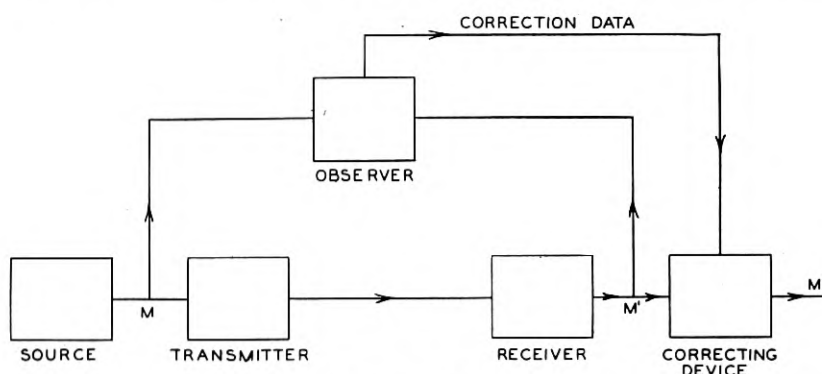 CORRECTION DATA
OBSERVER
M
M'
M
SOURCE
TRANSMITTER
RECEIVER
CORRECTING
DEVICE